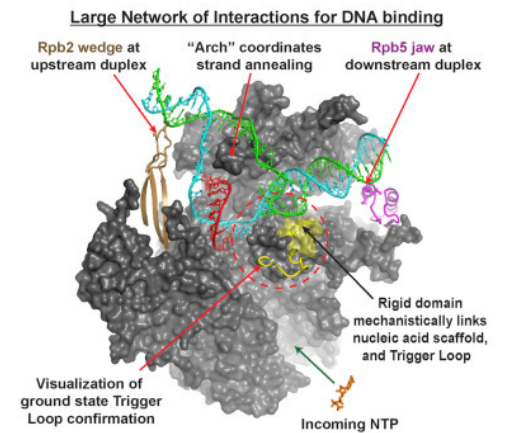 Large Network of Interactions for DNA binding
Rpb2 wedge at
upstream duplex
“Arch” coordinates
strand annealing
Rpb5 jaw at
downstream duplex
Rigid domain
mechanistically links
nucleic acid scaffold,
and Trigger Loop
Visualization of
ground state Trigger
Loop confirmation
Incoming NTP